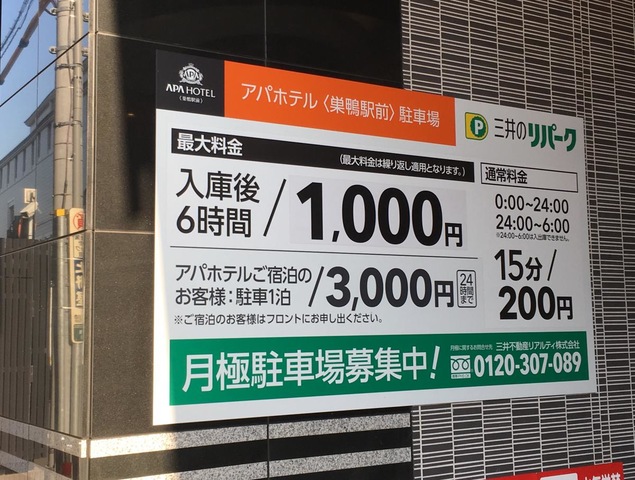 APA HOTEL
〈巣鴨駅前〉
アパホテル〈巣鴨駅前〉駐車場
P 三井のリパーク
最大料金
(最大料金は繰り返し適用となります。)
入庫後
6時間/1,000円
アパホテルご宿泊の
お客様:駐車1泊/3,000円
24時間まで
※ご宿泊のお客様はフロントにお申し出ください。
通常料金
0:00~24:00
24:00~6:00
※24:00~6:00は入出庫できません。
15分/
200円
月極駐車場募集中!
月極に関するお問合せ先 三井不動産リアルティ株式会社
0120-307-089